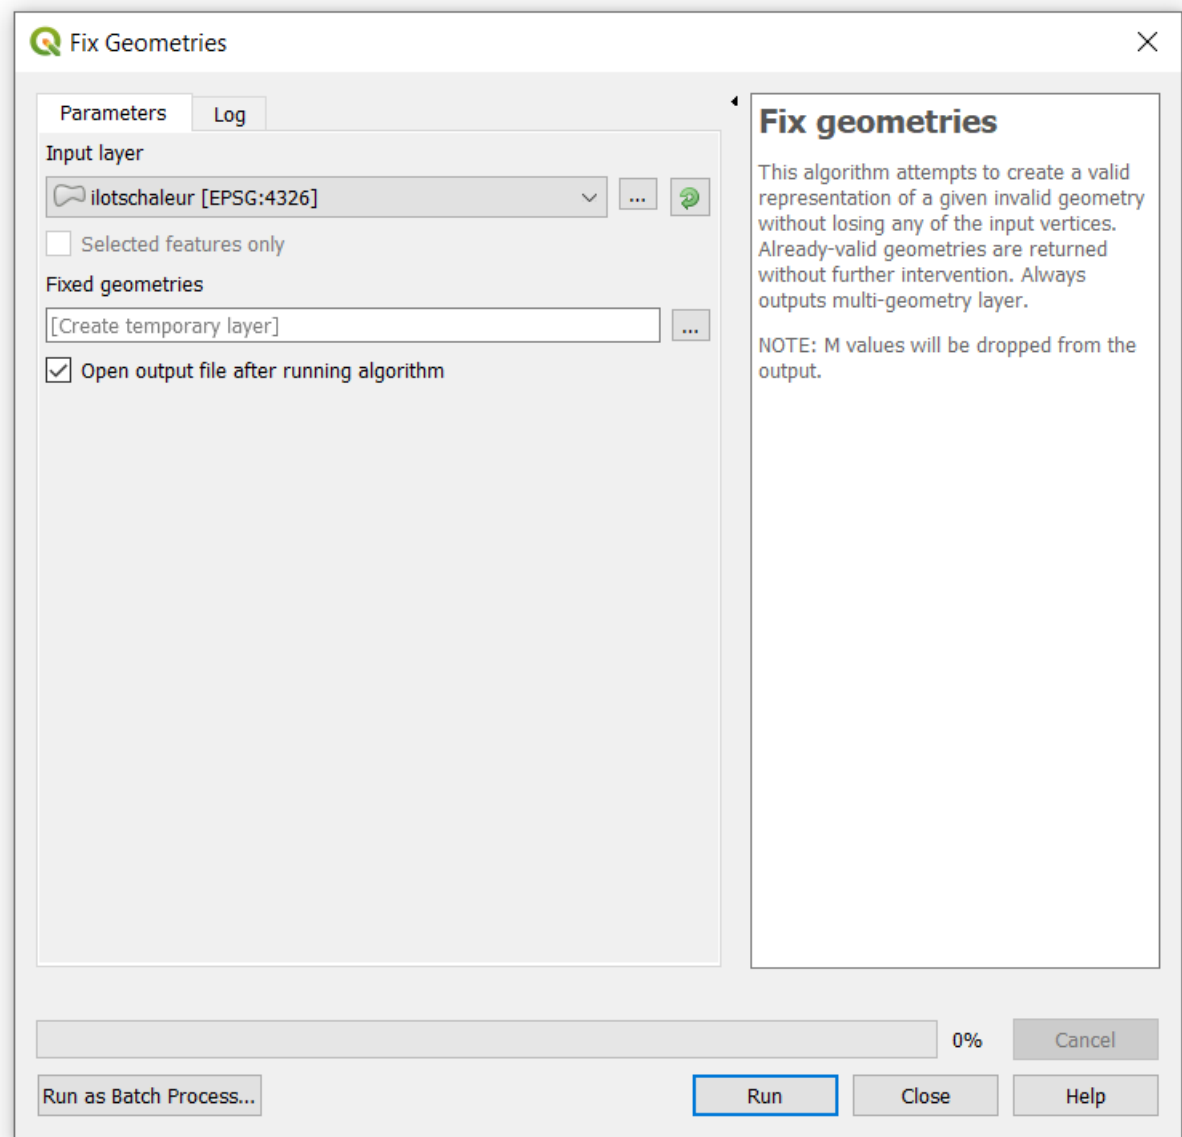 Fix Geometries
Parameters
Log
Input layer
ilotschaleur [EPSG:4326]
...
Selected features only
Fixed geometries
[Create temporary layer]
...
Open output file after running algorithm
Fix geometries
This algorithm attempts to create a valid
representation of a given invalid geometry
without losing any of the input vertices.
Already-valid geometries are returned
without further intervention. Always
outputs multi-geometry layer.
NOTE: M values will be dropped from the
output.
0%
Cancel
Run as Batch Process...
Run
Close
Help